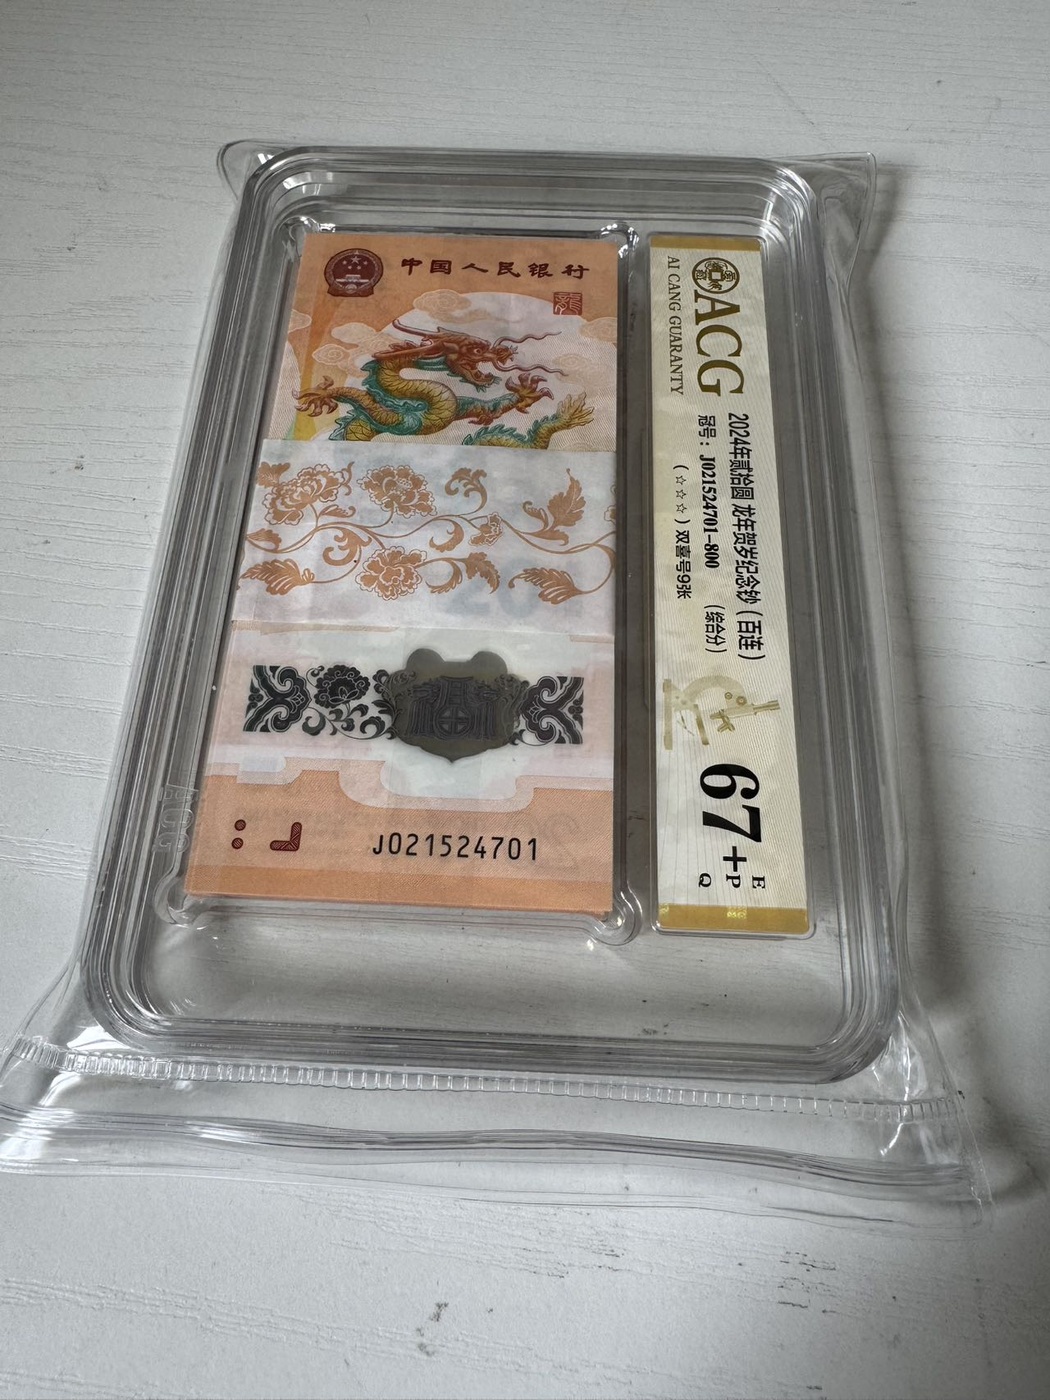 中国人民银行
福
J021524701
ACG
AI CANG GUARANTY
2024年贰拾圆 龙年贺岁纪念钞（百连）
冠号：J021524701-800 （综合分）
（☆☆☆）双喜号9张
67+ E
P
Q
ACG